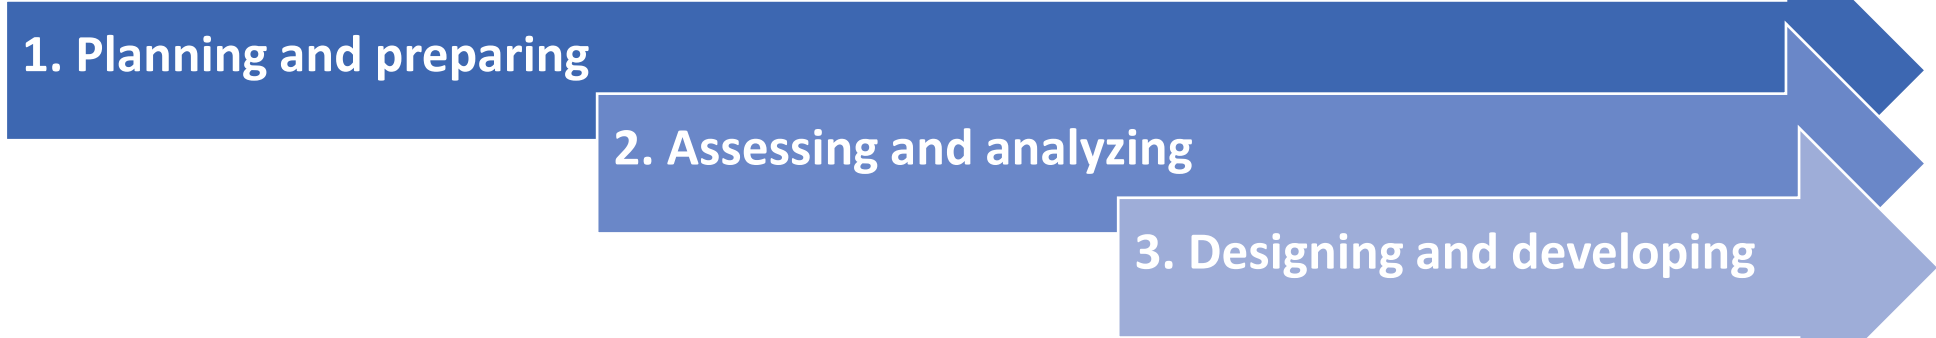 1. Planning and preparing
2. Assessing and analyzing
3. Designing and developing